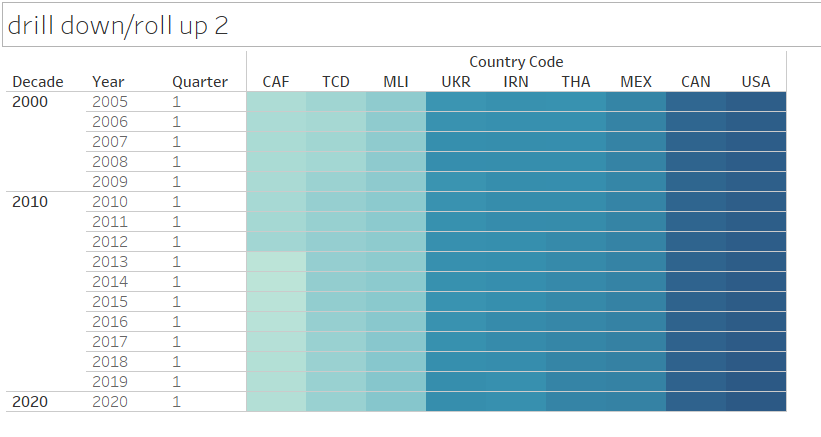 drill down/roll up 2
Country Code
Decade Year Quarter CAF TCD MLI UKR IRN THA MEX CAN USA
2000 2005 1
2006 1
2007 1
2008 1
2009 1
2010 2010 1
2011 1
2012 1
2013 1
2014 1
2015 1
2016 1
2017 1
2018 1
2019 1
2020 2020 1